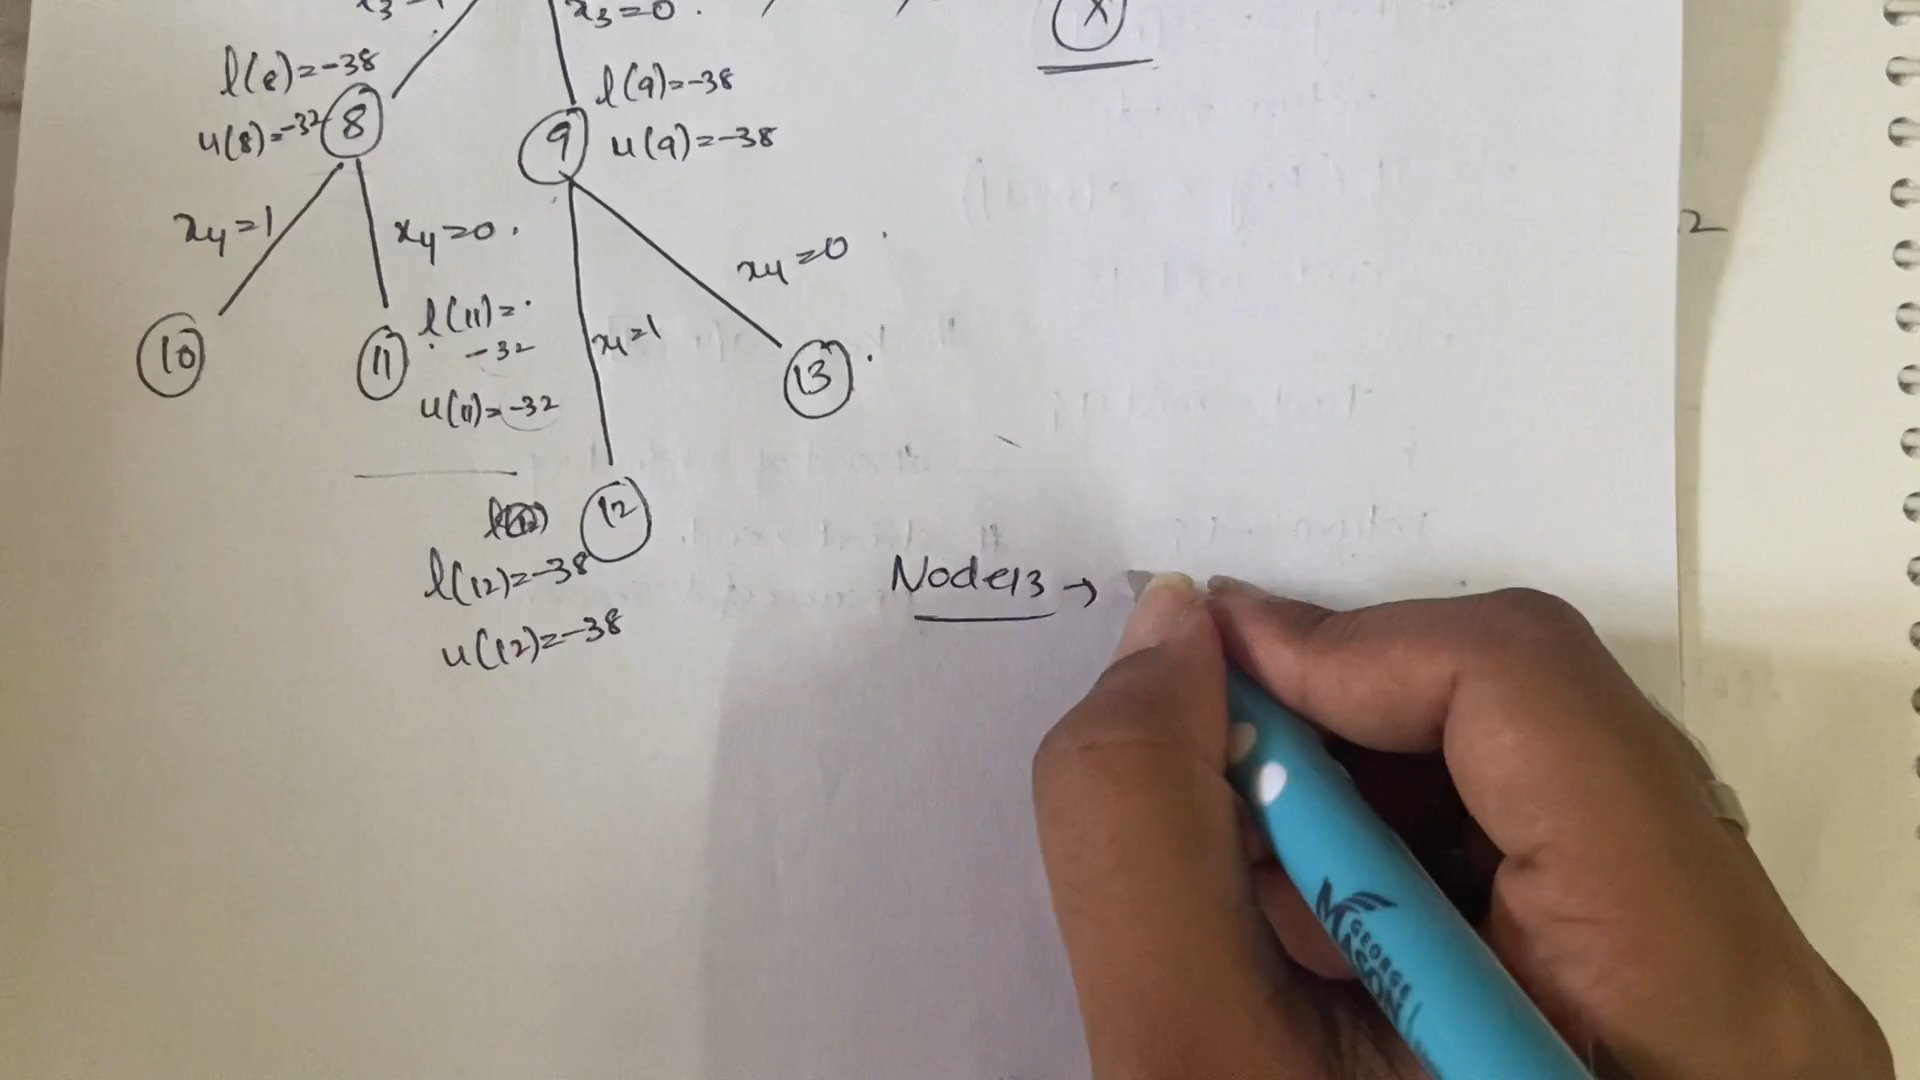 x3=0.
l(8)=-38
u(8)=-32
8
l(9)=-38
u(9)=-38
9
x
x4=1
x4=0.
x4=1
x4=0
10
11
l(11)=
-32
u(11)=-32
13
12
l(12)=-38
u(12)=-38
Node13 →
2
GEORGE
MASON